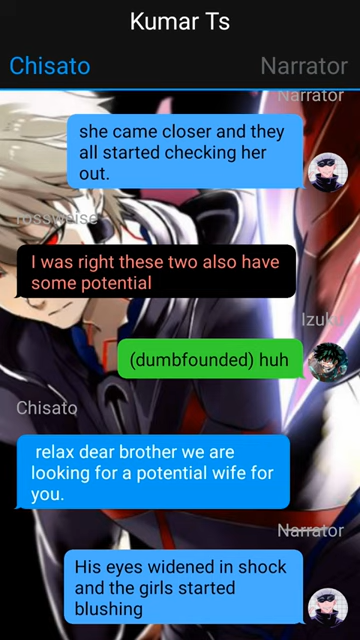 Kumar Ts
Chisato
Narrator
Narrator
she came closer and they
all started checking her
out.
rossweise
I was right these two also have
some potential
Izuku
(dumbfounded) huh
Chisato
relax dear brother we are
looking for a potential wife for
you.
Narrator
His eyes widened in shock
and the girls started
blushing